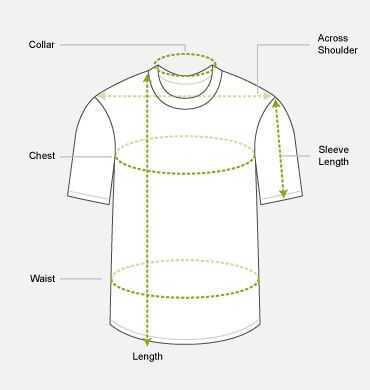 Collar
Across
Shoulder
Chest
Sleeve
Length
Waist
Length